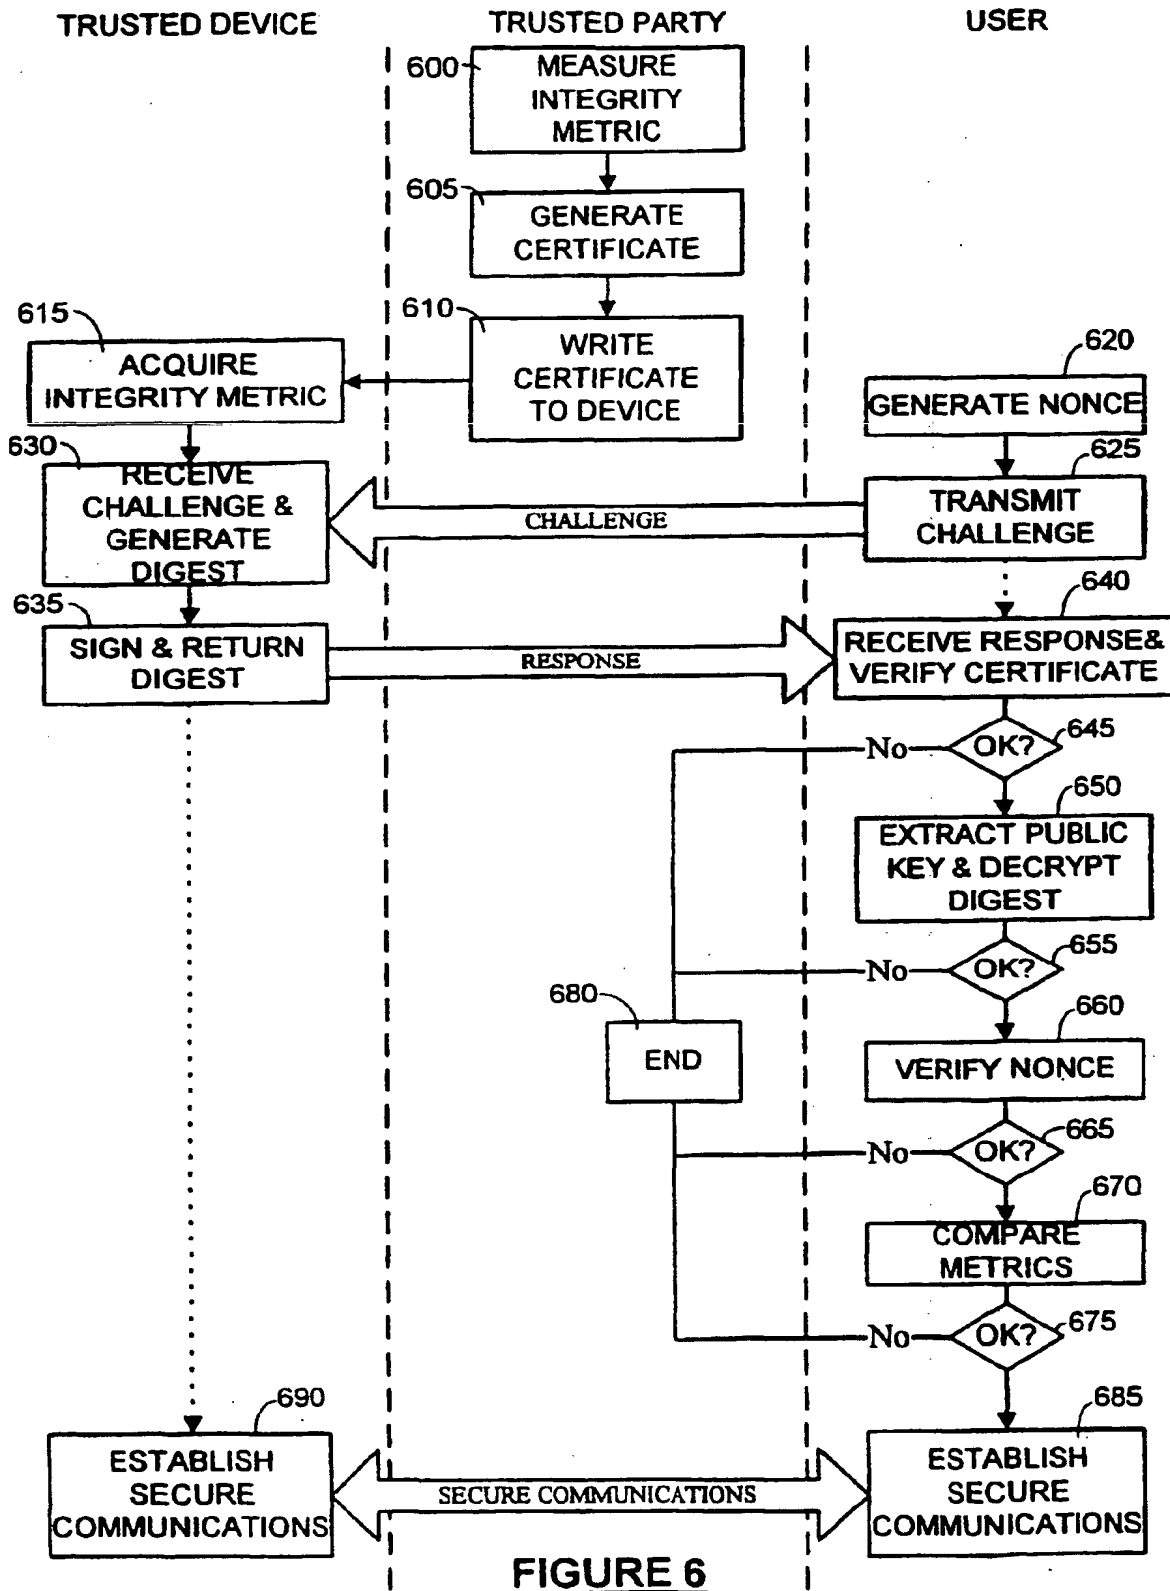 TRUSTED DEVICE
TRUSTED PARTY
USER
600
MEASURE
INTEGRITY
METRIC
605
GENERATE
CERTIFICATE
610
WRITE
CERTIFICATE
TO DEVICE
615
ACQUIRE
INTEGRITY METRIC
620
GENERATE NONCE
625
TRANSMIT
CHALLENGE
CHALLENGE
630
RECEIVE
CHALLENGE &
GENERATE
DIGEST
635
SIGN & RETURN
DIGEST
RESPONSE
640
RECEIVE RESPONSE&
VERIFY CERTIFICATE
645
OK?
No
650
EXTRACT PUBLIC
KEY & DECRYPT
DIGEST
655
OK?
No
680
END
660
VERIFY NONCE
665
OK?
No
670
COMPARE
METRICS
675
OK?
No
690
ESTABLISH
SECURE
COMMUNICATIONS
SECURE COMMUNICATIONS
685
ESTABLISH
SECURE
COMMUNICATIONS
FIGURE 6